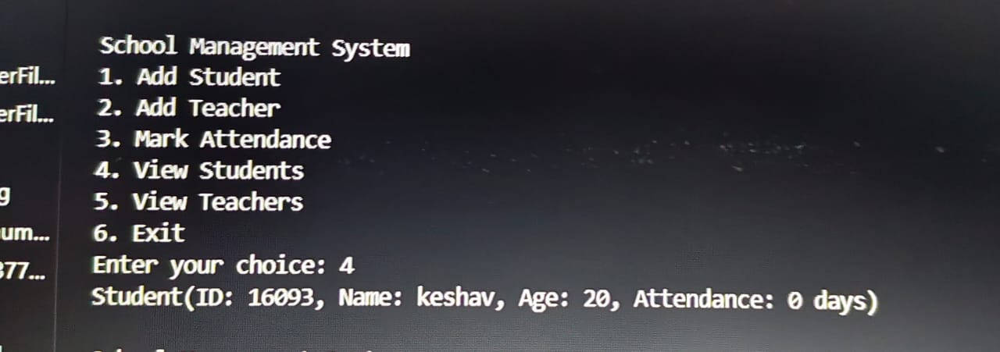 School Management System
1. Add Student
2. Add Teacher
3. Mark Attendance
4. View Students
5. View Teachers
6. Exit
Enter your choice: 4
Student(ID: 16093, Name: keshav, Age: 20, Attendance: 0 days)
erFil...
erFil...
g
um...
377...